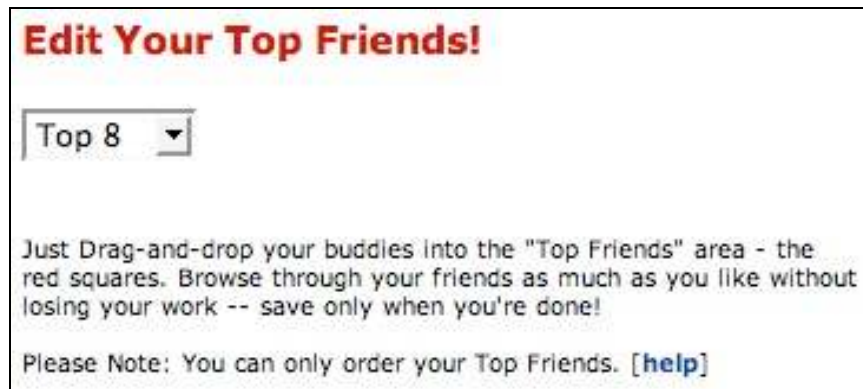 Edit Your Top Friends!
Top 8
Just Drag-and-drop your buddies into the "Top Friends" area - the
red squares. Browse through your friends as much as you like without
losing your work -- save only when you're done!
Please Note: You can only order your Top Friends. [help]